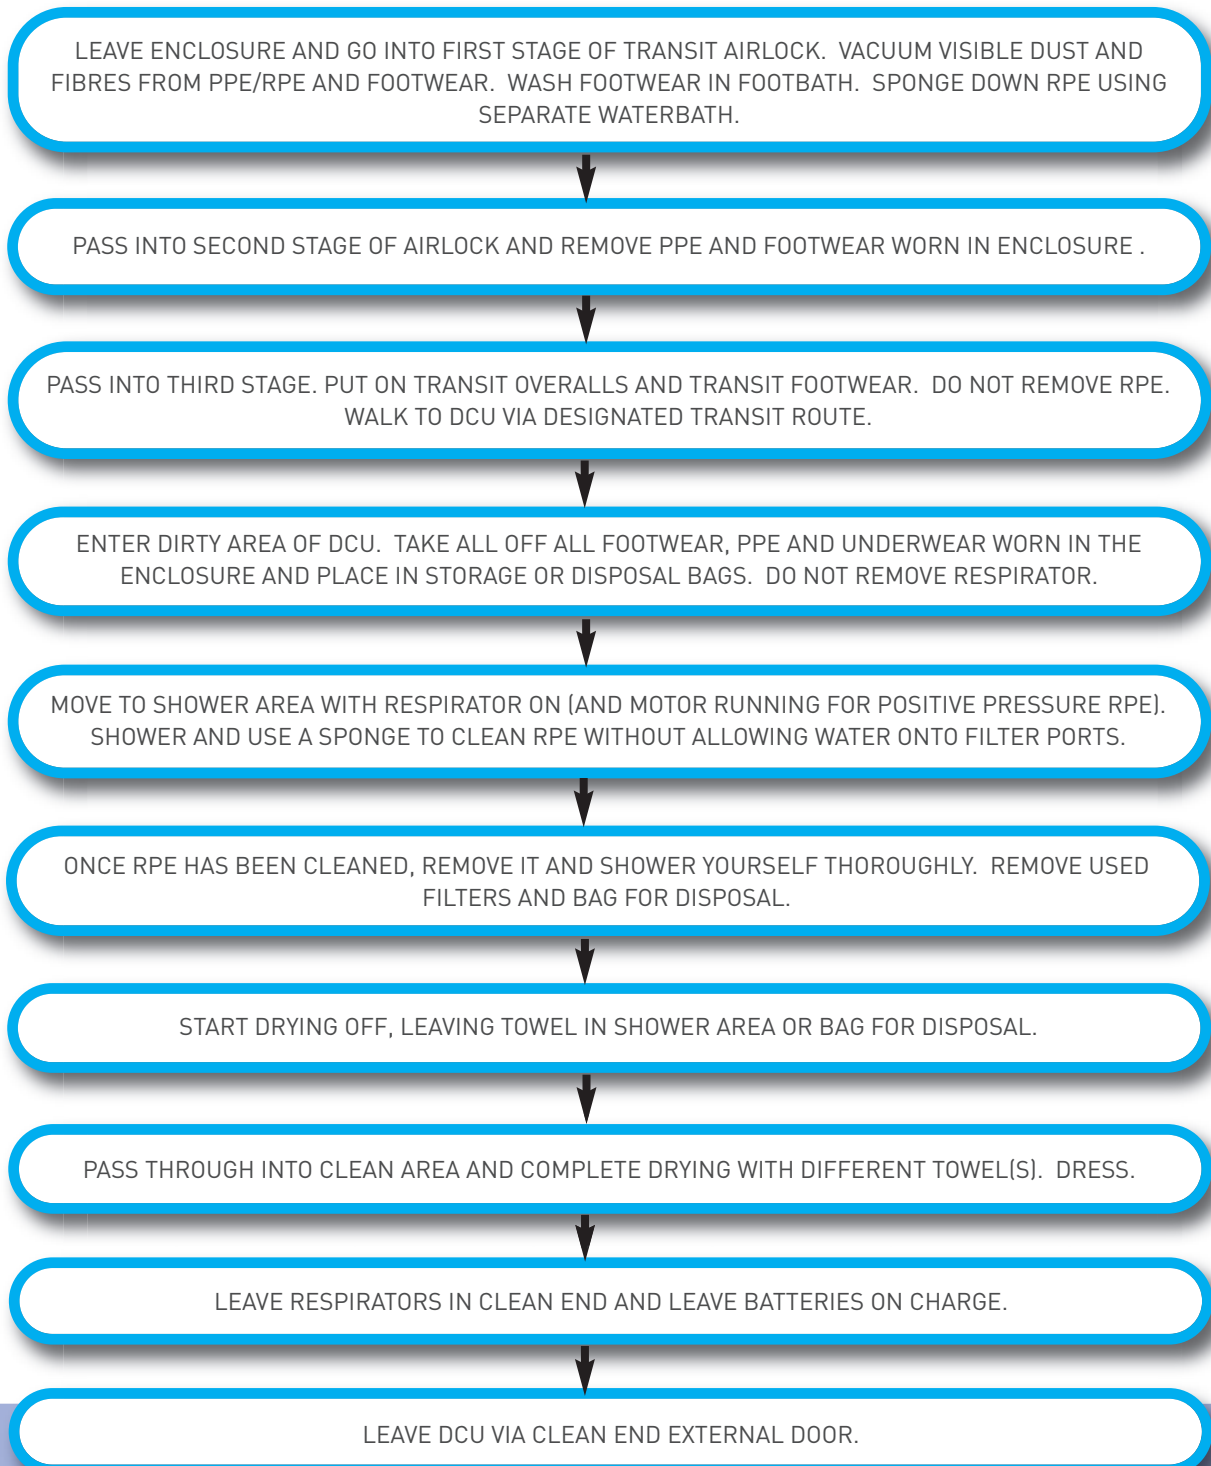 LEAVE ENCLOSURE AND GO INTO FIRST STAGE OF TRANSIT AIRLOCK. VACUUM VISIBLE DUST AND
FIBRES FROM PPE/RPE AND FOOTWEAR. WASH FOOTWEAR IN FOOTBATH. SPONGE DOWN RPE USING
SEPARATE WATERBATH.
PASS INTO SECOND STAGE OF AIRLOCK AND REMOVE PPE AND FOOTWEAR WORN IN ENCLOSURE .
PASS INTO THIRD STAGE. PUT ON TRANSIT OVERALLS AND TRANSIT FOOTWEAR. DO NOT REMOVE RPE.
WALK TO DCU VIA DESIGNATED TRANSIT ROUTE.
ENTER DIRTY AREA OF DCU. TAKE ALL OFF ALL FOOTWEAR, PPE AND UNDERWEAR WORN IN THE
ENCLOSURE AND PLACE IN STORAGE OR DISPOSAL BAGS. DO NOT REMOVE RESPIRATOR.
MOVE TO SHOWER AREA WITH RESPIRATOR ON (AND MOTOR RUNNING FOR POSITIVE PRESSURE RPE).
SHOWER AND USE A SPONGE TO CLEAN RPE WITHOUT ALLOWING WATER ONTO FILTER PORTS.
ONCE RPE HAS BEEN CLEANED, REMOVE IT AND SHOWER YOURSELF THOROUGHLY. REMOVE USED
FILTERS AND BAG FOR DISPOSAL.
START DRYING OFF, LEAVING TOWEL IN SHOWER AREA OR BAG FOR DISPOSAL.
PASS THROUGH INTO CLEAN AREA AND COMPLETE DRYING WITH DIFFERENT TOWEL(S). DRESS.
LEAVE RESPIRATORS IN CLEAN END AND LEAVE BATTERIES ON CHARGE.
LEAVE DCU VIA CLEAN END EXTERNAL DOOR.